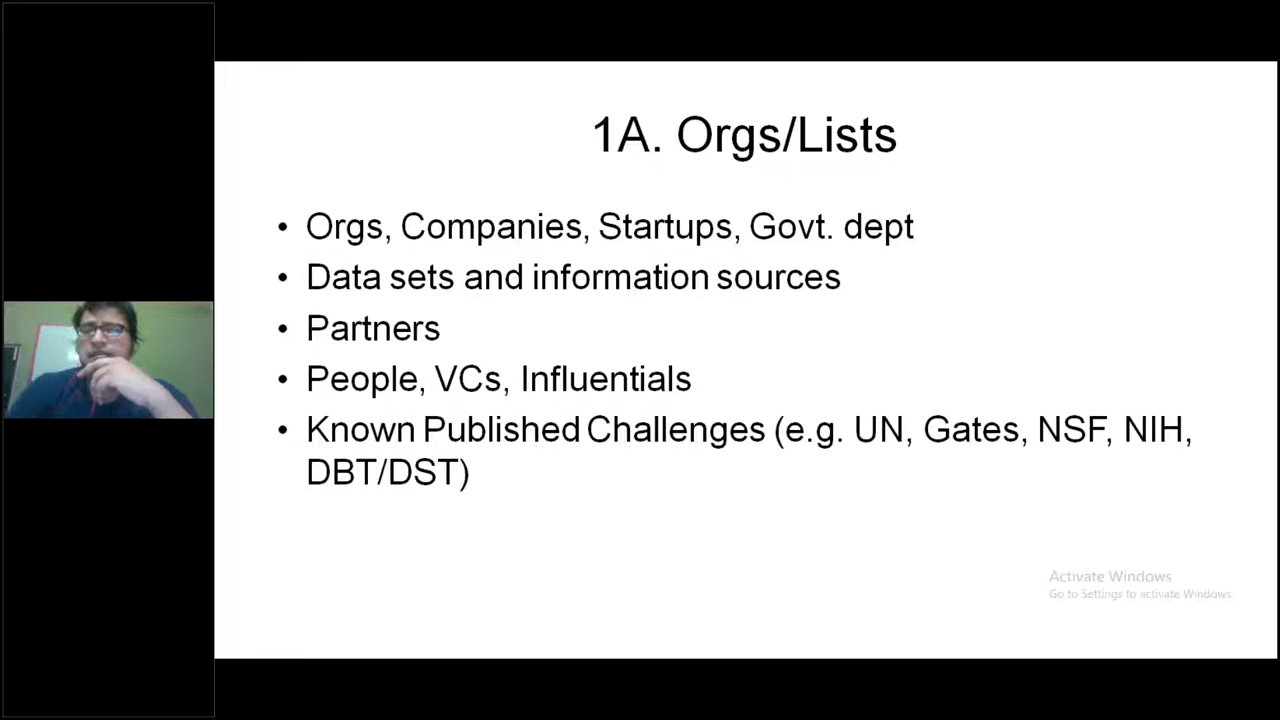 1A. Orgs/Lists
• Orgs, Companies, Startups, Govt. dept
• Data sets and information sources
• Partners
• People, VCs, Influentials
• Known Published Challenges (e.g. UN, Gates, NSF, NIH,
DBT/DST)
Activate Windows
Go to Settings to activate Windows.